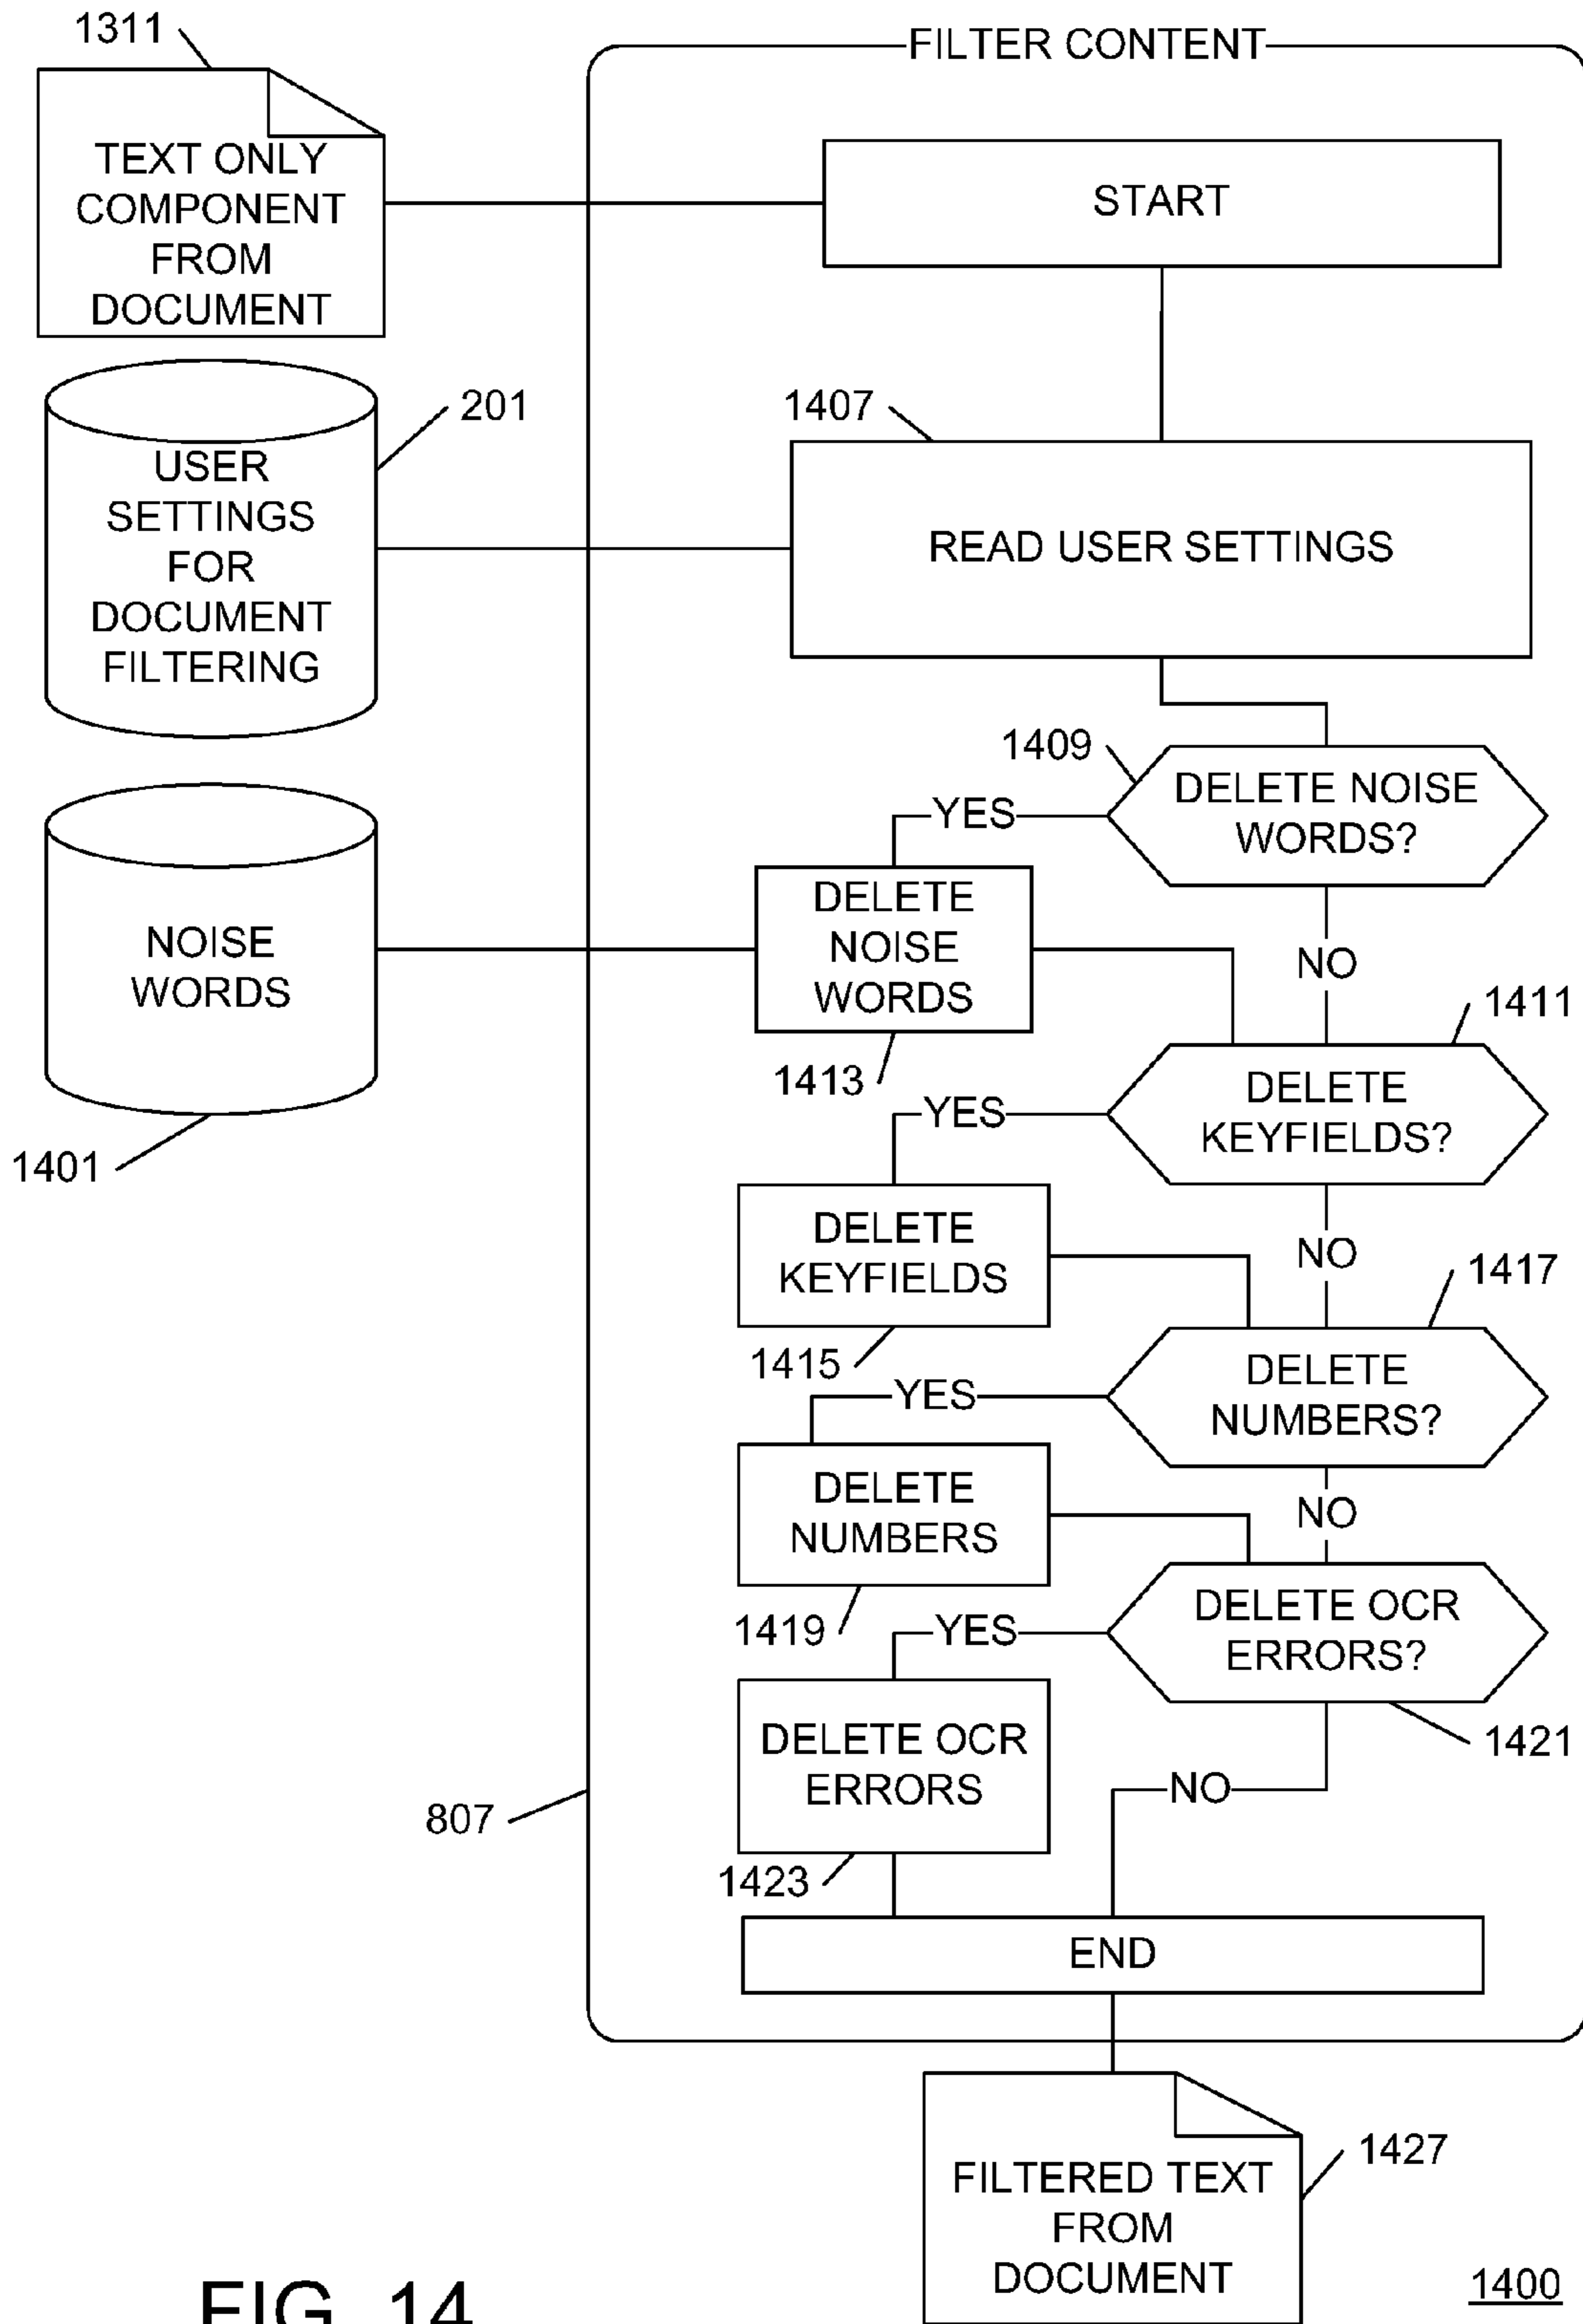 1311
FILTER CONTENT
TEXT ONLY
COMPONENT
FROM
DOCUMENT
START
201
USER
SETTINGS
FOR
DOCUMENT
FILTERING
1407
READ USER SETTINGS
1409
DELETE NOISE
WORDS?
YES
NO
NOISE
WORDS
1401
DELETE
NOISE
WORDS
1413
1411
DELETE
KEYFIELDS?
YES
NO
DELETE
KEYFIELDS
1415
1417
DELETE
NUMBERS?
YES
NO
DELETE
NUMBERS
1419
DELETE OCR
ERRORS?
1421
YES
NO
DELETE OCR
ERRORS
1423
807
END
FILTERED TEXT
FROM
DOCUMENT
1427
FIG. 14
1400